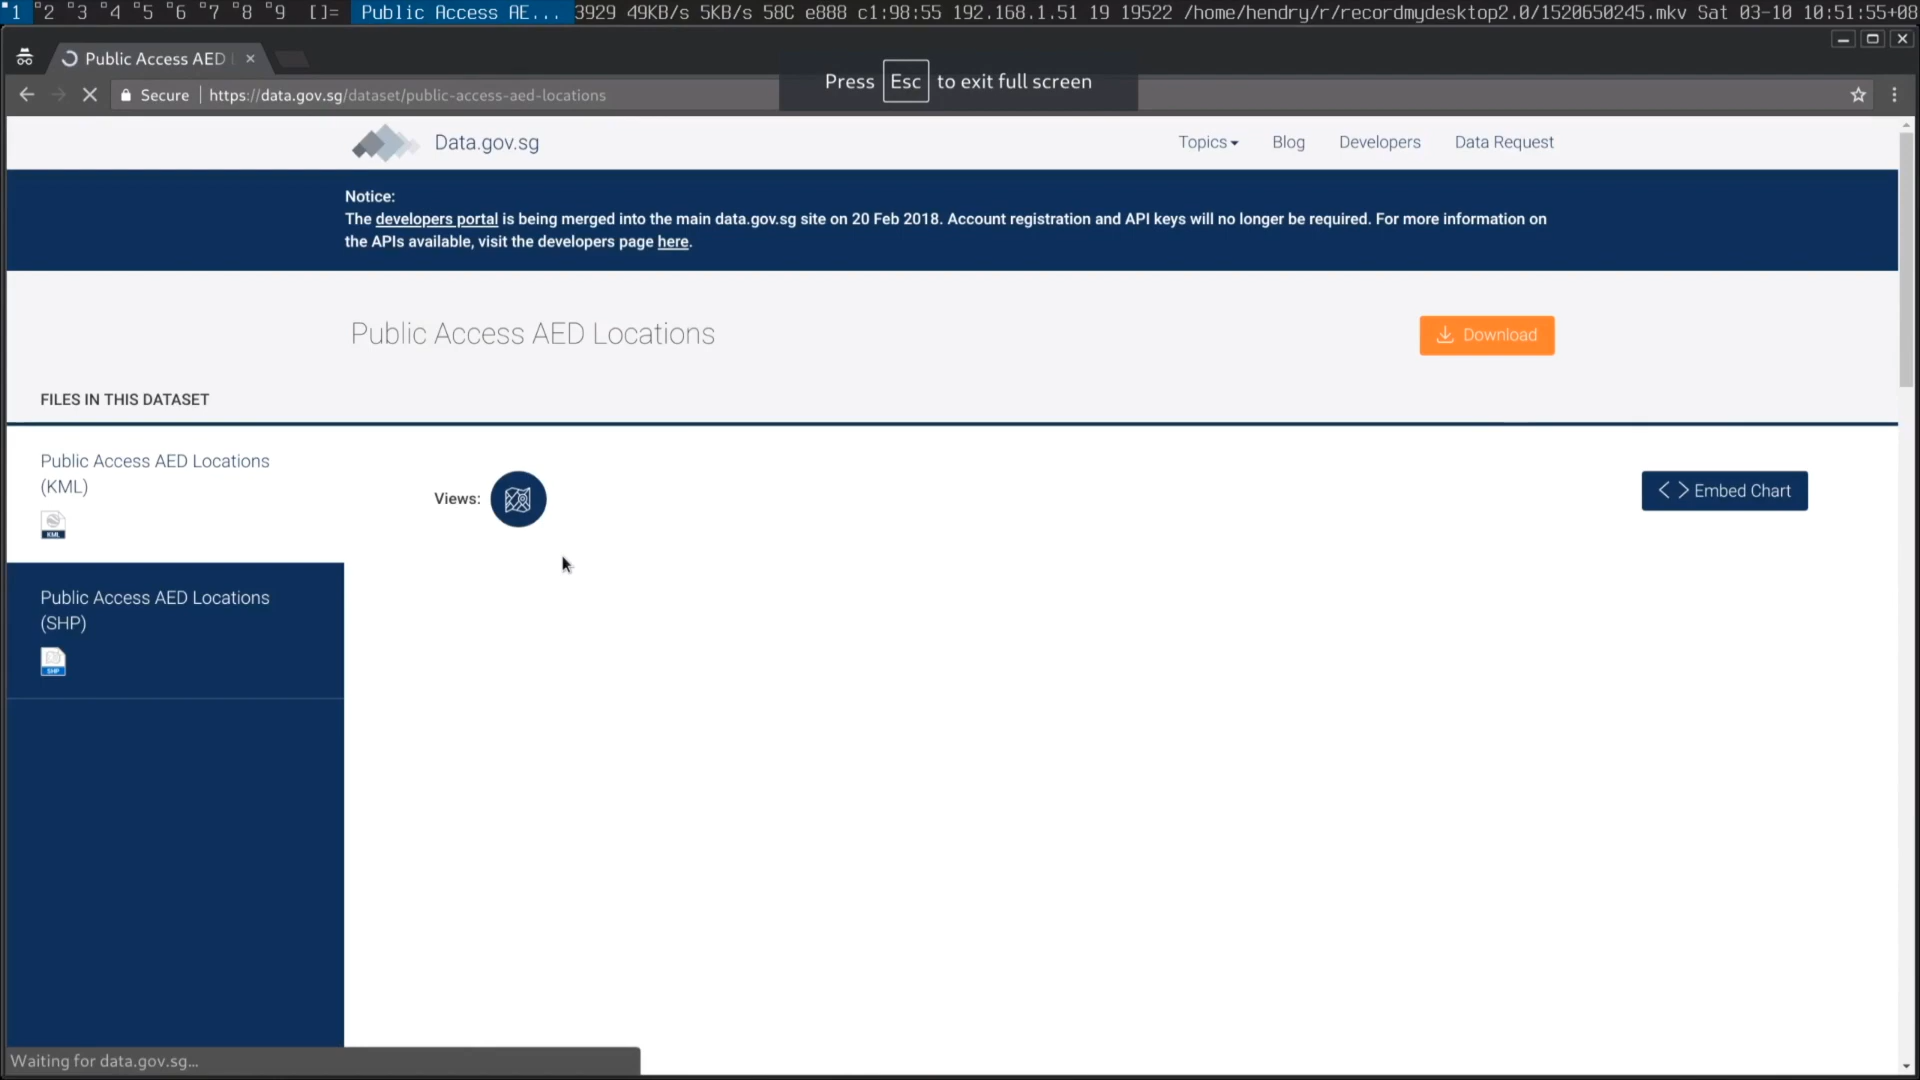 1 2 3 4 5 6 7 8 9 []= Public Access AE... 3929 49KB/s 5KB/s 58C e888 c1:98:55 192.168.1.51 19 19522 /home/hendry/r/recordmydesktop2.0/1520650245.mkv Sat 03-10 10:51:55+08
Public Access AED
Press Esc to exit full screen
Secure https://data.gov.sg/dataset/public-access-aed-locations
Data.gov.sg
Topics Blog Developers Data Request
Notice:
The developers portal is being merged into the main data.gov.sg site on 20 Feb 2018. Account registration and API keys will no longer be required. For more information on
the APIs available, visit the developers page here.
Public Access AED Locations
Download
FILES IN THIS DATASET
Public Access AED Locations
(KML)
KML
Views:
< > Embed Chart
Public Access AED Locations
(SHP)
SHP
Waiting for data.gov.sg...